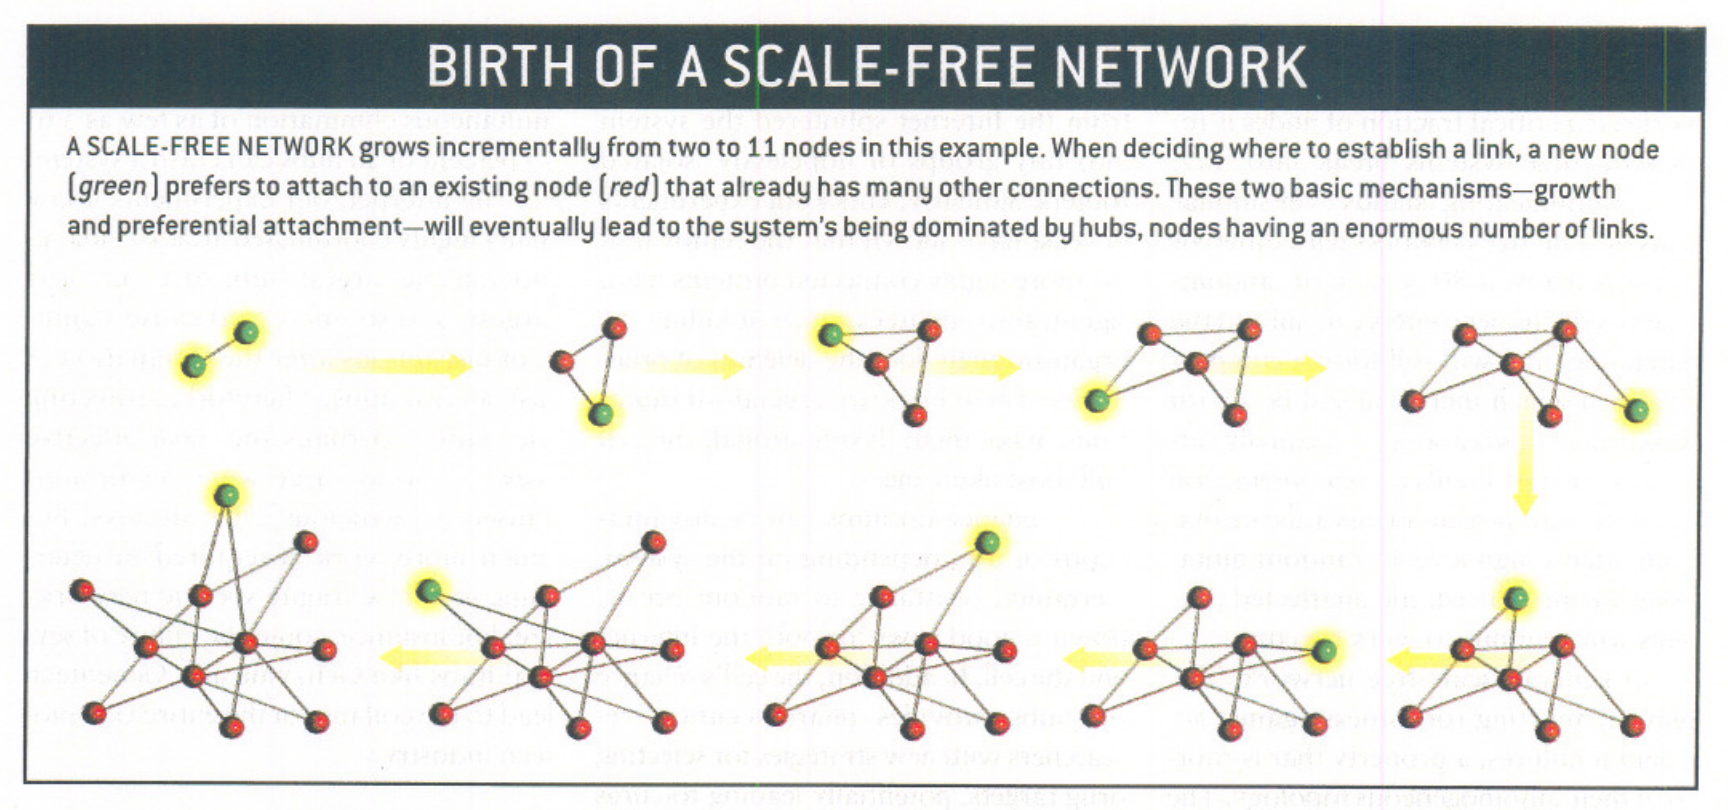 BIRTH OF A SCALE-FREE NETWORK
A SCALE-FREE NETWORK grows incrementally from two to 11 nodes in this example. When deciding where to establish a link, a new node
(green) prefers to attach to an existing node (red) that already has many other connections. These two basic mechanisms—growth
and preferential attachment—will eventually lead to the system's being dominated by hubs, nodes having an enormous number of links.